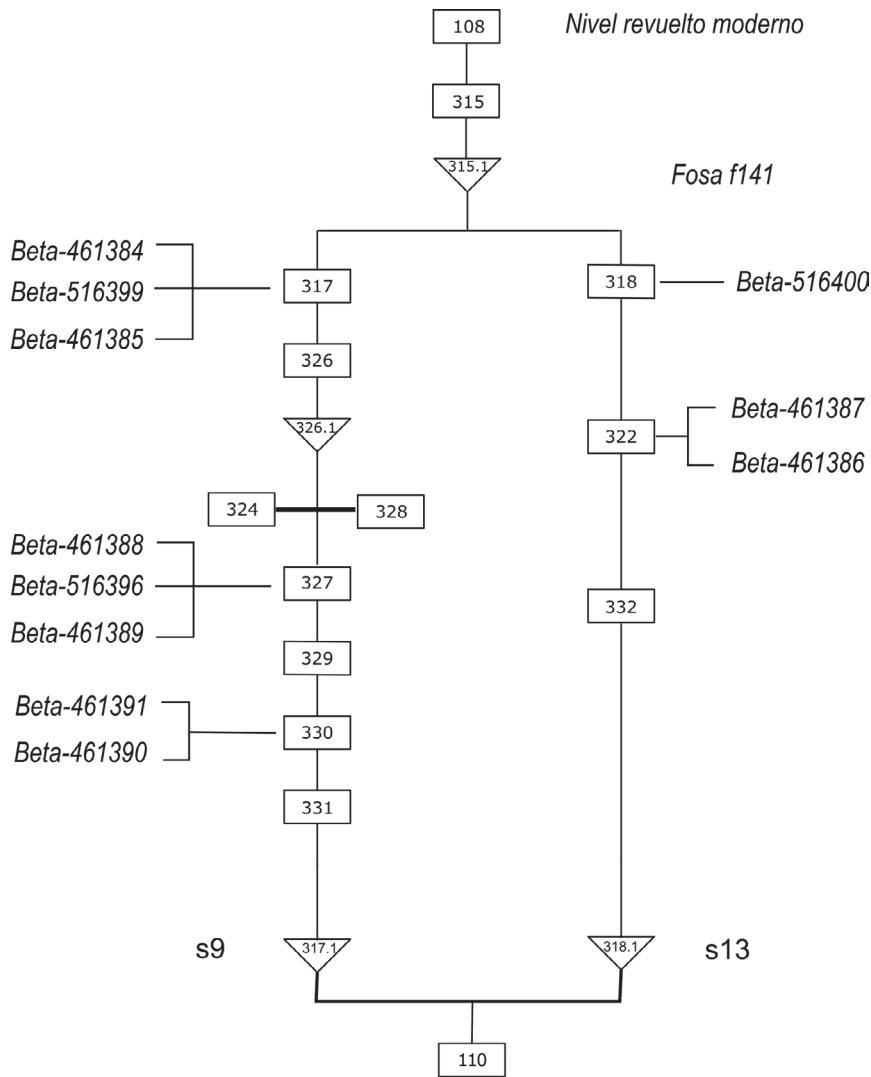 108
Nivel revuelto moderno
315
315.1
Fosa f141
Beta-461384
Beta-516399
Beta-461385
317
318
Beta-516400
326
326.1
322
Beta-461387
Beta-461386
324
328
Beta-461388
Beta-516396
Beta-461389
327
332
329
Beta-461391
Beta-461390
330
331
s9
317.1
318.1
s13
110